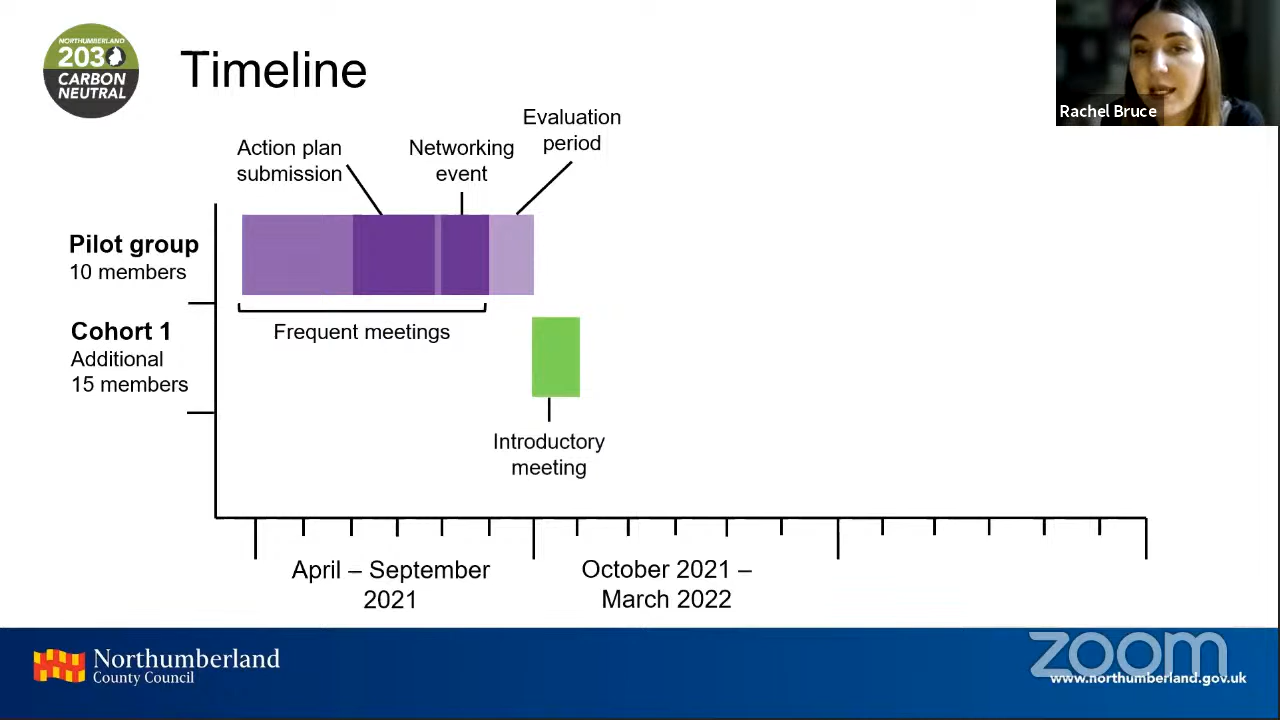 NORTHUMBERLAND
2030
CARBON
NEUTRAL
Timeline
Rachel Bruce
Evaluation
period
Action plan
submission
Networking
event
Pilot group
10 members
Frequent meetings
Cohort 1
Additional
15 members
Introductory
meeting
April – September
2021
October 2021 –
March 2022
Northumberland
County Council
zoom
www.northumberland.gov.uk